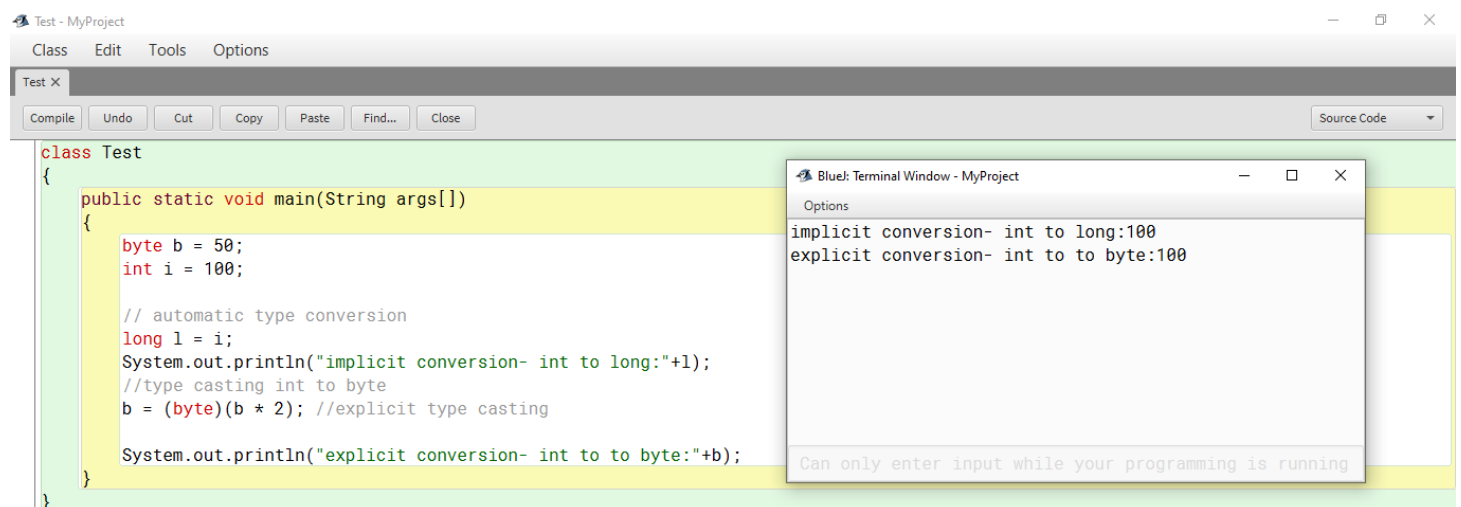 Test - MyProject
Class Edit Tools Options
Test
Compile Undo Cut Copy Paste Find... Close Source Code
class Test
{
public static void main(String args[])
{
byte b = 50;
int i = 100;
// automatic type conversion
long l = i;
System.out.println("implicit conversion- int to long:"+l);
//type casting int to byte
b = (byte)(b * 2); //explicit type casting
System.out.println("explicit conversion- int to to byte:"+b);
}
}
BlueJ: Terminal Window - MyProject
Options
implicit conversion- int to long:100
explicit conversion- int to to byte:100
Can only enter input while your programming is running